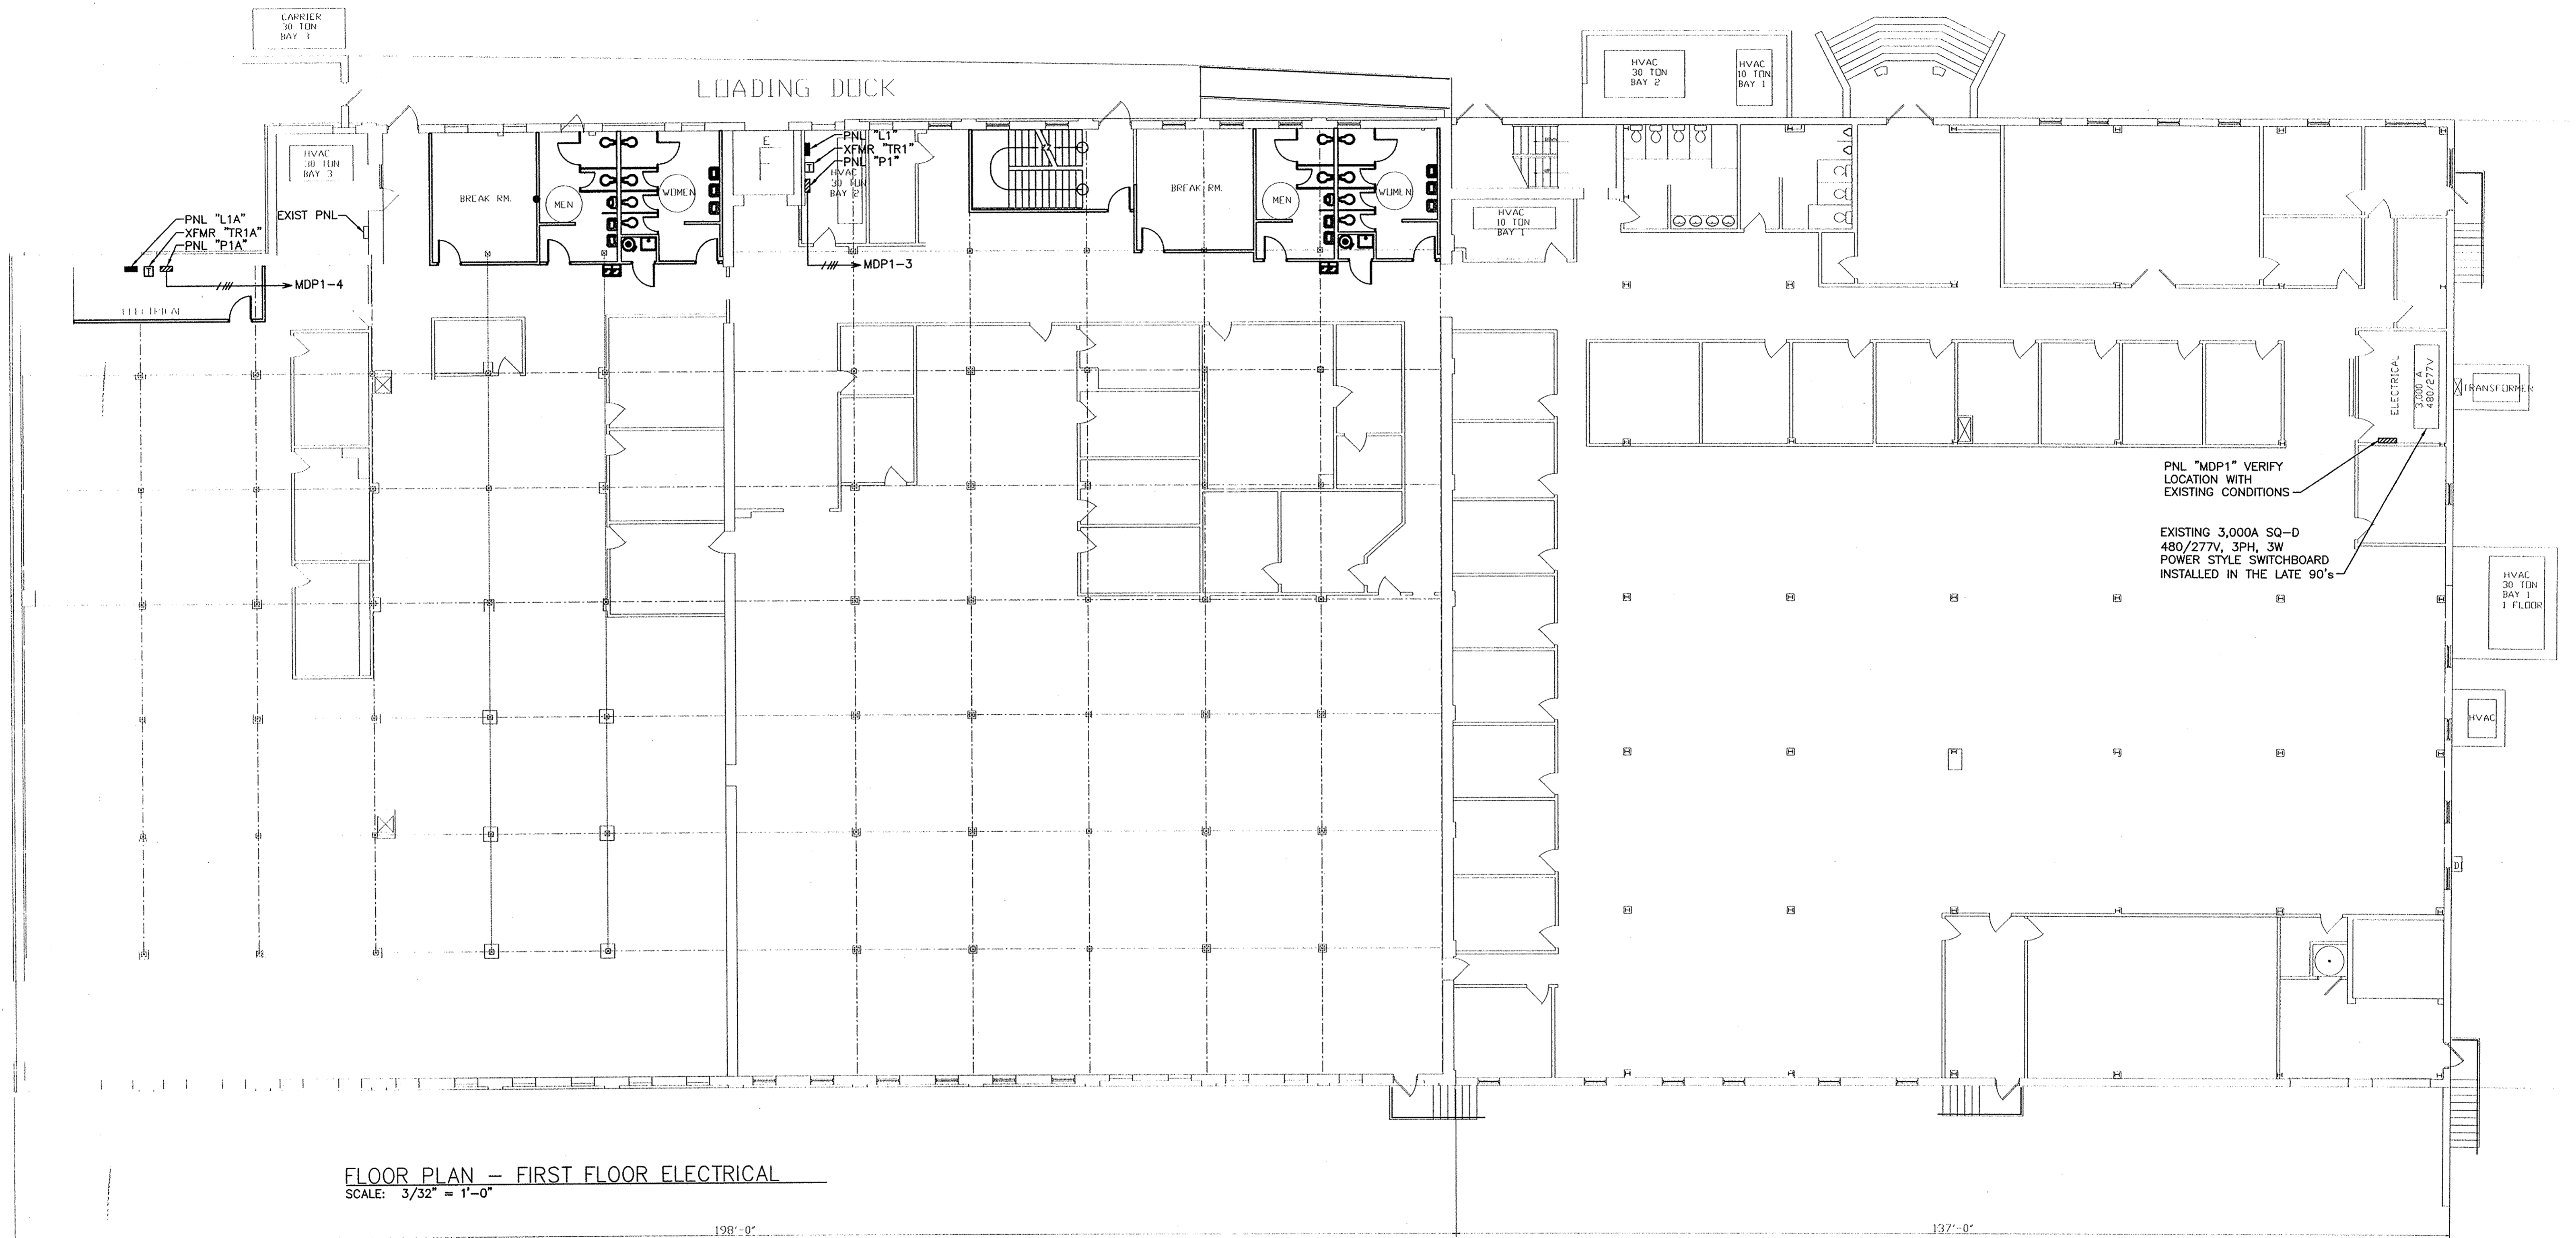 CARRIER
30 TON
BAY 3
LOADING DOCK
HVAC
30 TON
BAY 2
HVAC
10 TON
BAY 1
HVAC
30 TON
BAY 3
PNL "L1"
XFMR "TR1"
PNL "P1"
HVAC
30 TON
BAY 2
E
BREAK RM.
MEN
WOMEN
BREAK RM.
MEN
WOMEN
HVAC
10 TON
BAY 1
PNL "L1A"
XFMR "TR1A"
PNL "P1A"
EXIST PNL
T
T
MDP1-4
MDP1-3
ELECTRICAL
ELECTRICAL
3,000 A
480/277V
TRANSFORMER
PNL "MDP1" VERIFY
LOCATION WITH
EXISTING CONDITIONS
EXISTING 3,000A SQ-D
480/277V, 3PH, 3W
POWER STYLE SWITCHBOARD
INSTALLED IN THE LATE 90's
HVAC
30 TON
BAY 1
1 FLOOR
HVAC
D
FLOOR PLAN - FIRST FLOOR ELECTRICAL
SCALE: 3/32" = 1'-0"
198'-0"
137'-0"